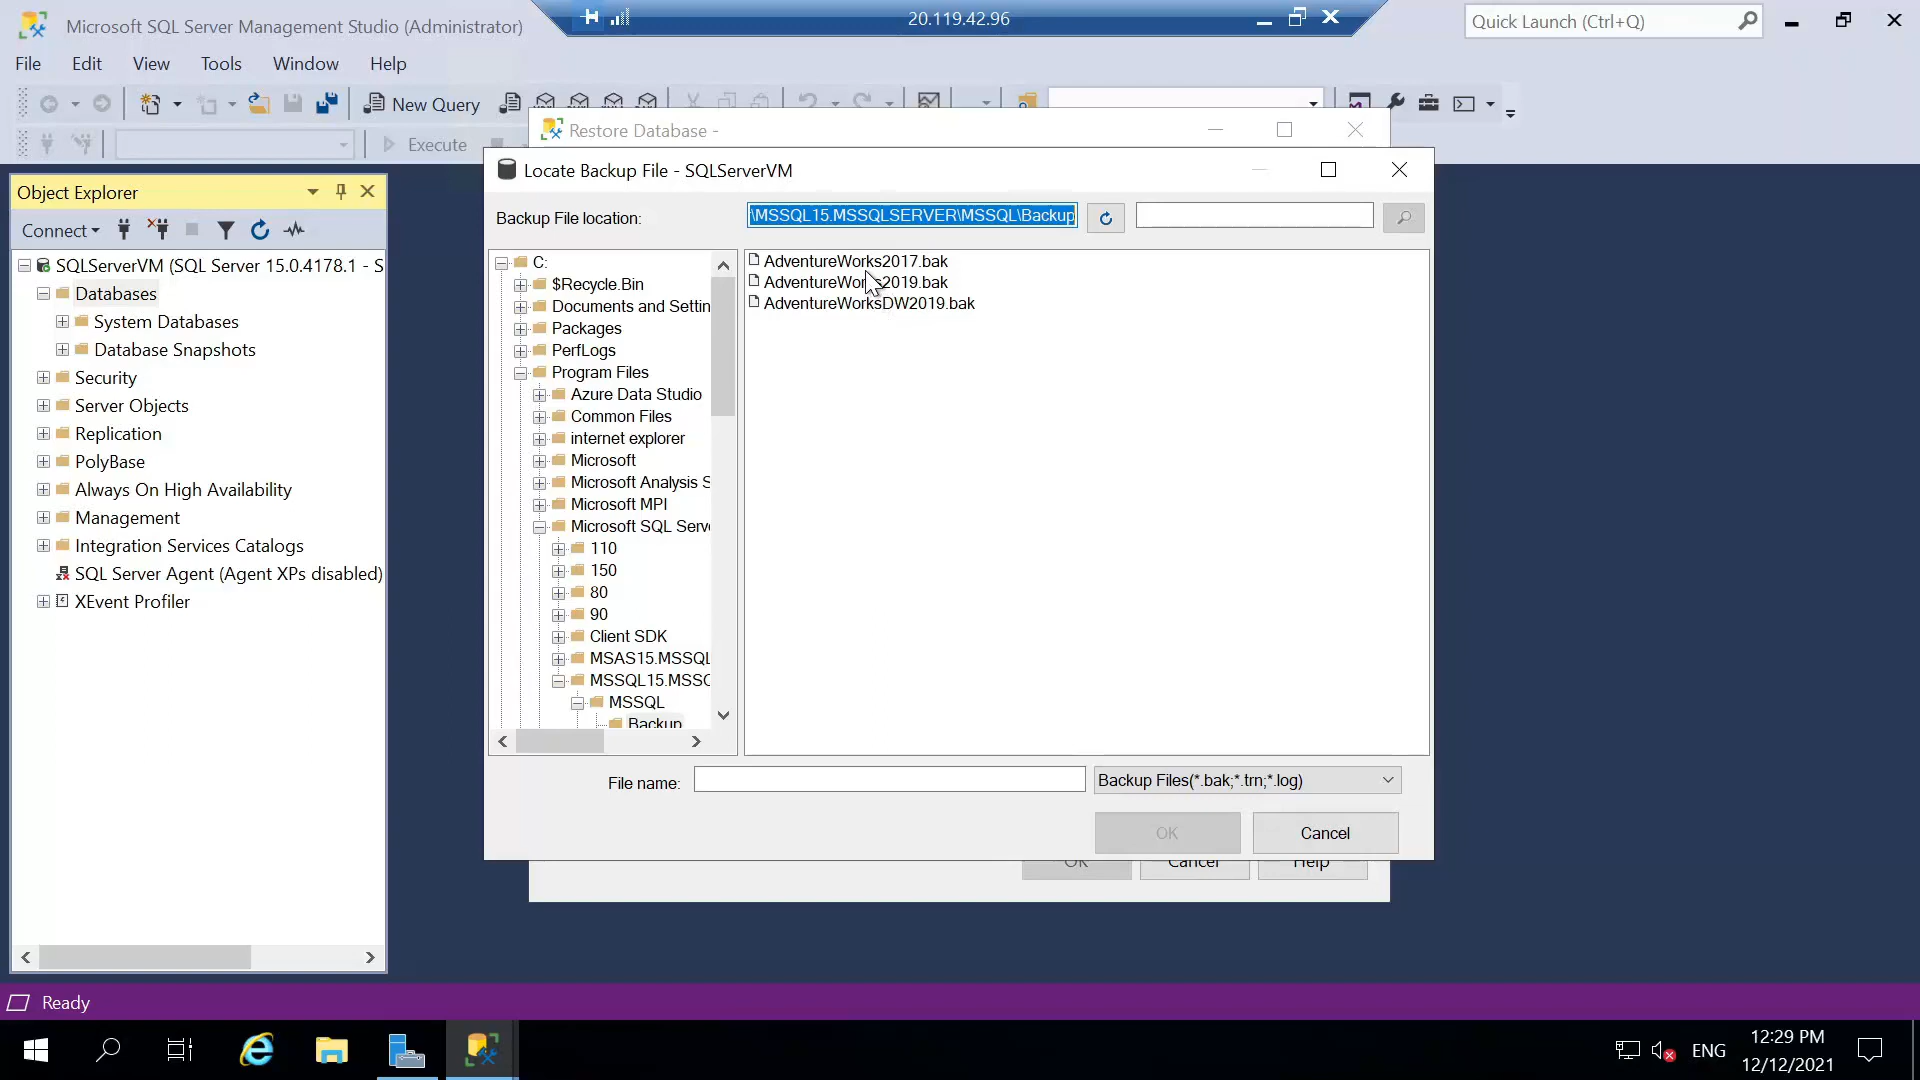 Microsoft SQL Server Management Studio (Administrator)
20.119.42.96
Quick Launch (Ctrl+Q)
File Edit View Tools Window Help
New Query
Execute
Restore Database -
Locate Backup File - SQLServerVM
Backup File location:
\MSSQL15.MSSQLSERVER\MSSQL\Backup
Object Explorer
Connect
SQLServerVM (SQL Server 15.0.4178.1 - S
Databases
System Databases
Database Snapshots
Security
Server Objects
Replication
PolyBase
Always On High Availability
Management
Integration Services Catalogs
SQL Server Agent (Agent XPs disabled)
XEvent Profiler
C:
$Recycle.Bin
Documents and Settin
Packages
PerfLogs
Program Files
Azure Data Studio
Common Files
internet explorer
Microsoft
Microsoft Analysis S
Microsoft MPI
Microsoft SQL Serve
110
150
80
90
Client SDK
MSAS15.MSSQL
MSSQL15.MSSQ
MSSQL
Backup
AdventureWorks2017.bak
AdventureWorks2019.bak
AdventureWorksDW2019.bak
File name:
Backup Files(*.bak;*.trn;*.log)
OK Cancel
OK Cancel Help
Ready
ENG
12:29 PM
12/12/2021